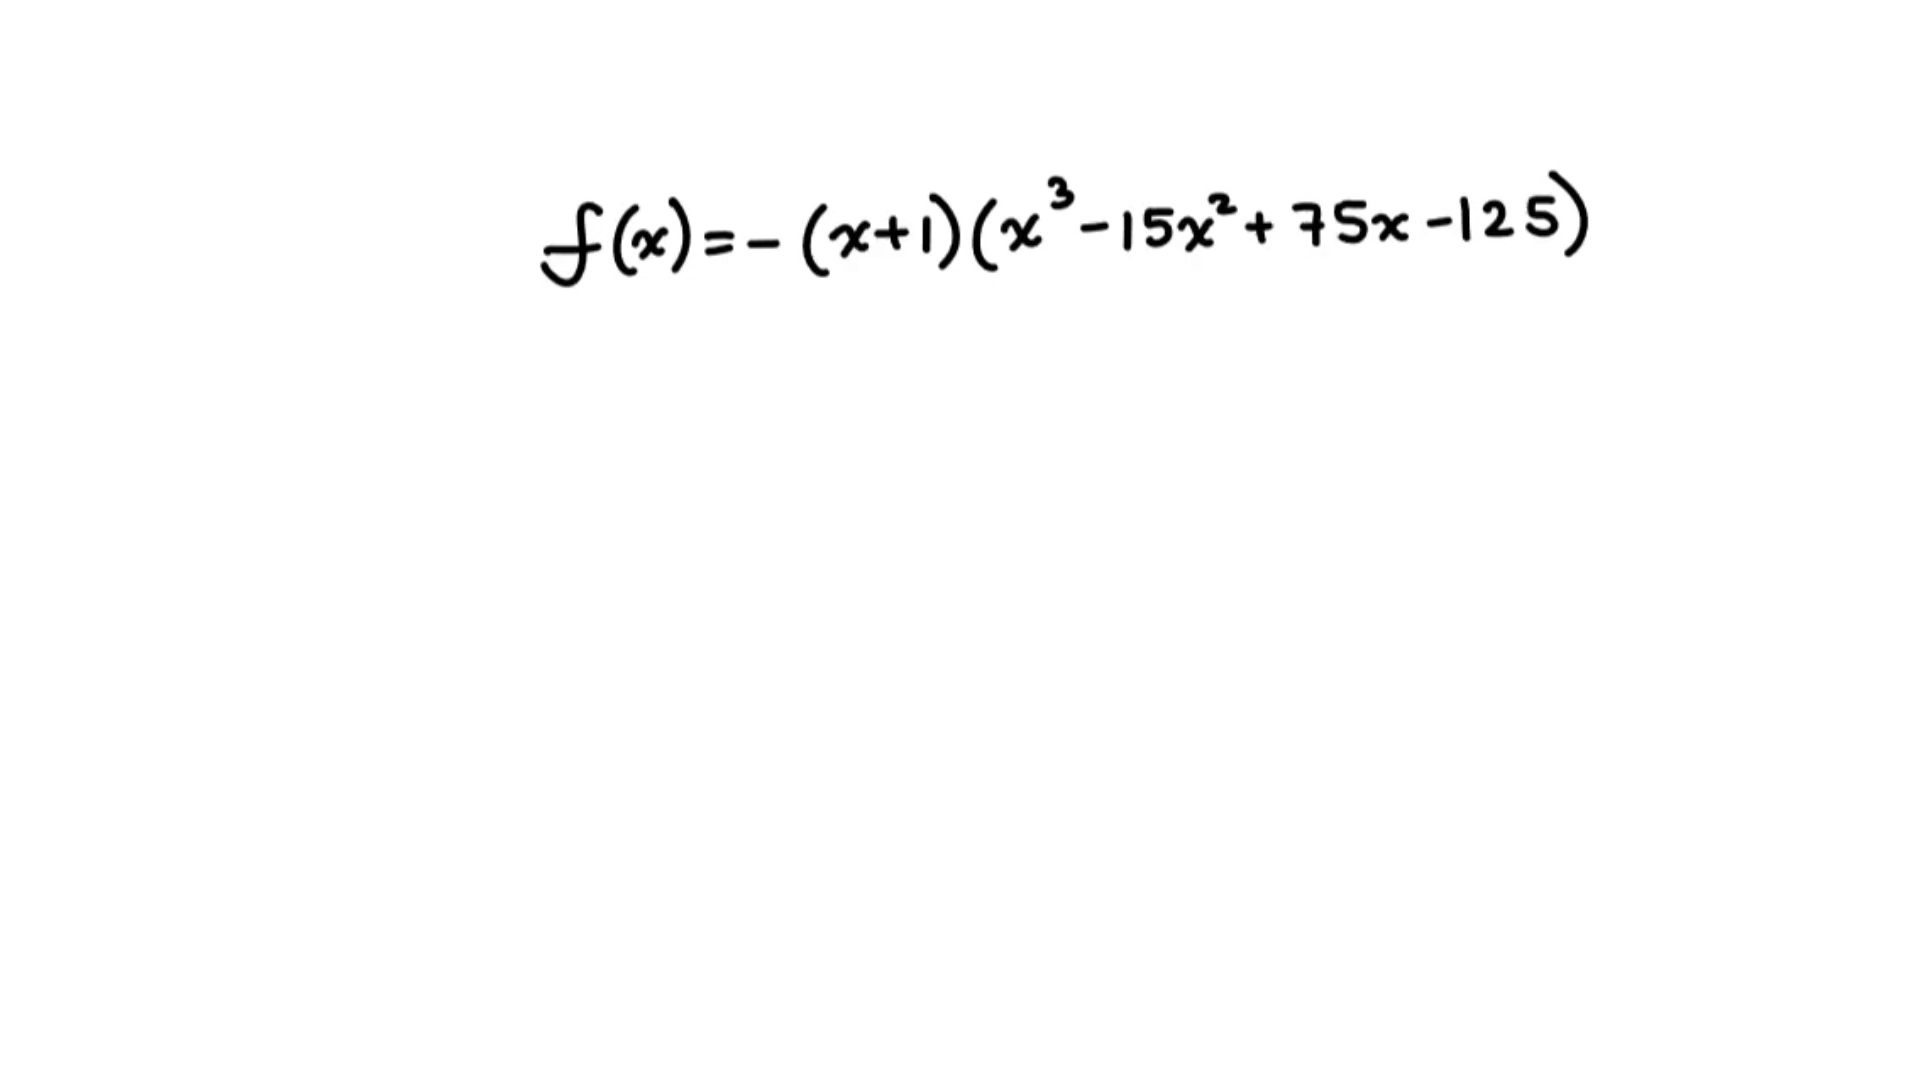 f(x) = - (x+1)(x³ - 15x² + 75x - 125)